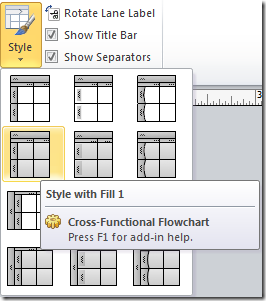 Rotate Lane Label
Style
Show Title Bar
Show Separators
3
Style with Fill 1
Cross-Functional Flowchart
Press F1 for add-in help.